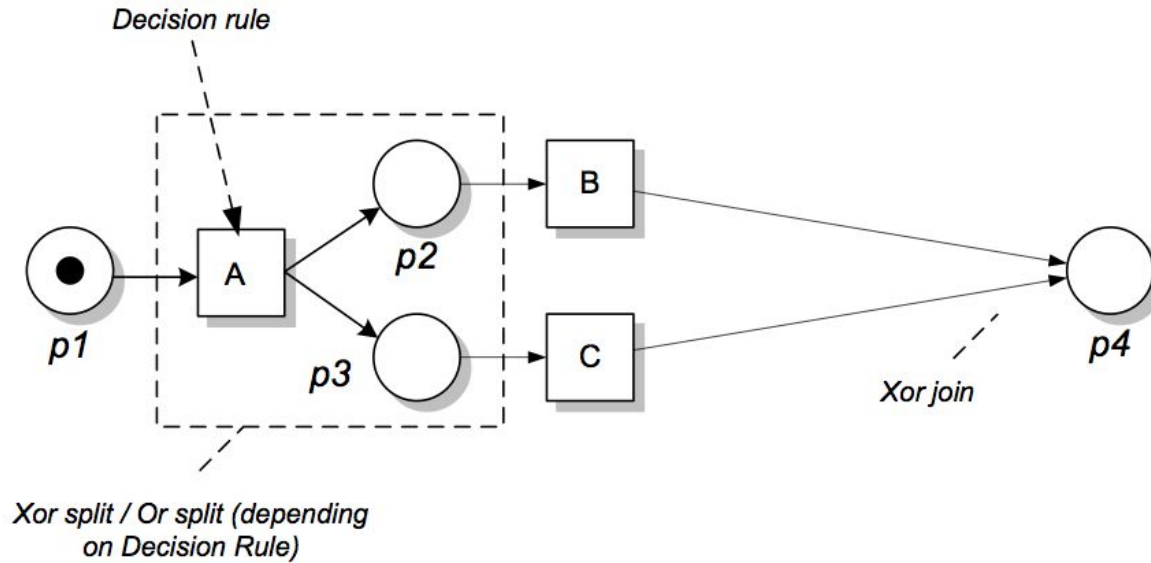 Decision rule
B
p2
A
p1
p3
C
p4
Xor join
Xor split / Or split (depending
on Decision Rule)